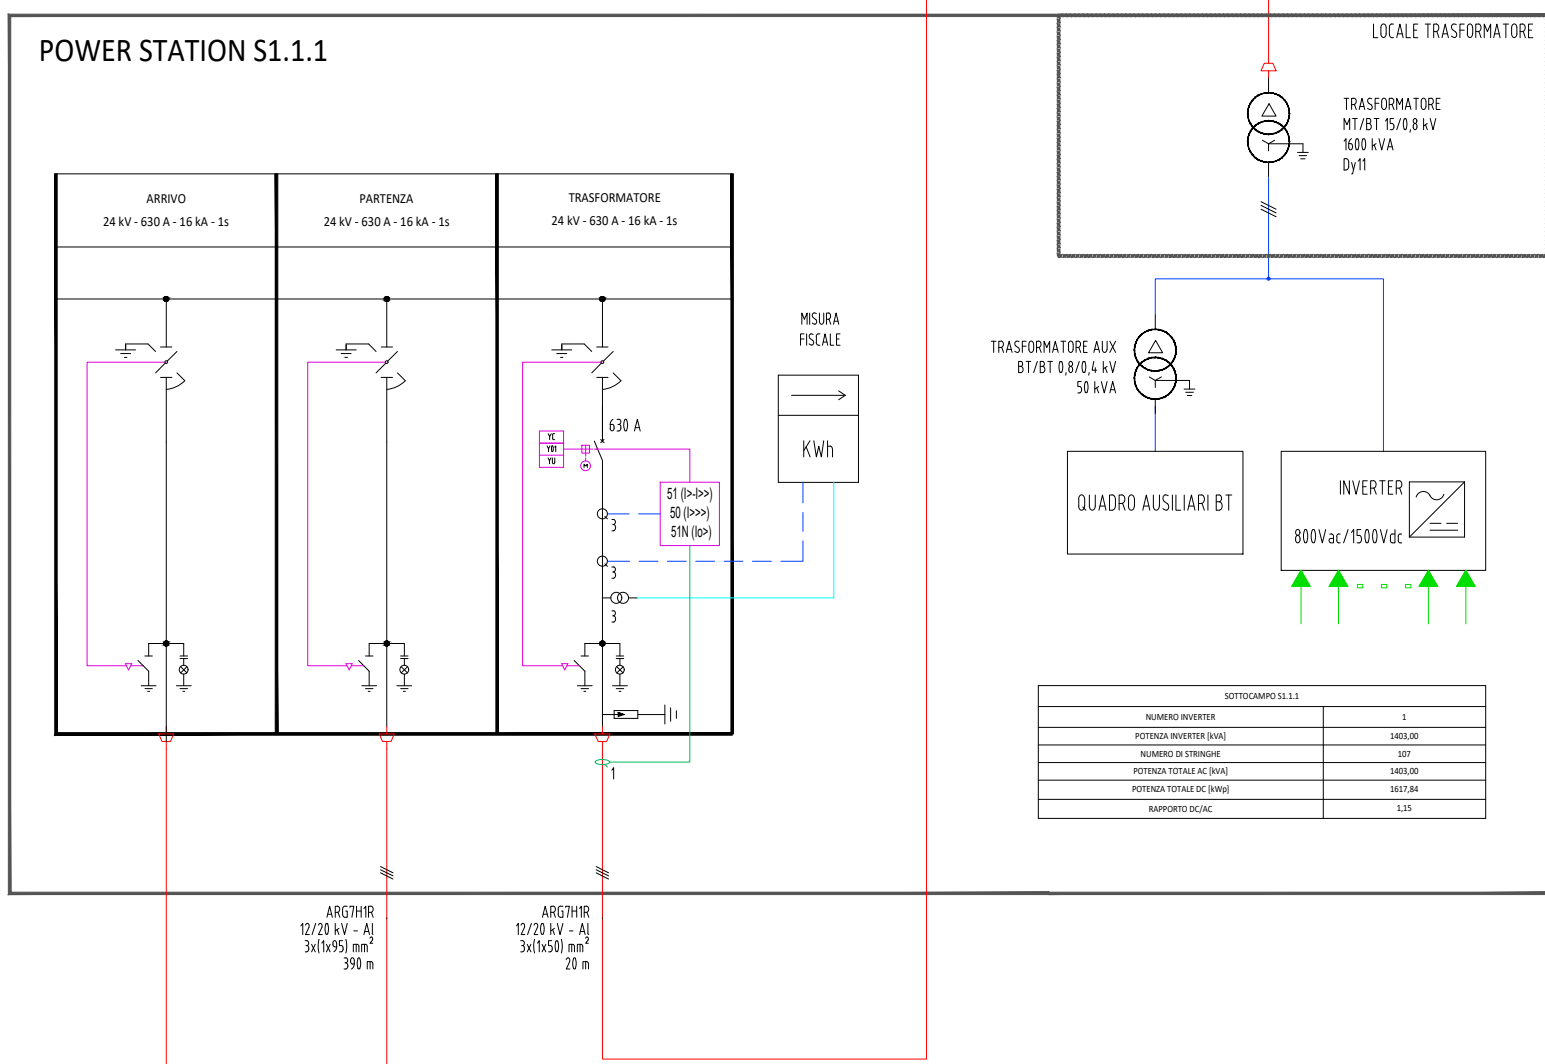 POWER STATION S1.1.1
LOCALE TRASFORMATORE
TRASFORMATORE
MT/BT 15/0,8 kV
1600 kVA
Dy11
ARRIVO
24 kV - 630 A - 16 kA - 1s
PARTENZA
24 kV - 630 A - 16 kA - 1s
TRASFORMATORE
24 kV - 630 A - 16 kA - 1s
MISURA
FISCALE
KWh
630 A
YC
YO1
YU
M
51 (I>-I>>)
50 (I>>>)
51N (Io>)
3
3
3
1
TRASFORMATORE AUX
BT/BT 0,8/0,4 kV
50 kVA
QUADRO AUSILIARI BT
INVERTER
800Vac/1500Vdc
SOTTOCAMPO S1.1.1
NUMERO INVERTER 1
POTENZA INVERTER [kVA] 1403,00
NUMERO DI STRINGHE 107
POTENZA TOTALE AC [kVA] 1403,00
POTENZA TOTALE DC [kWp] 1617,84
RAPPORTO DC/AC 1,15
ARG7H1R
12/20 kV - Al
3x(1x95) mm²
390 m
ARG7H1R
12/20 kV - Al
3x(1x50) mm²
20 m